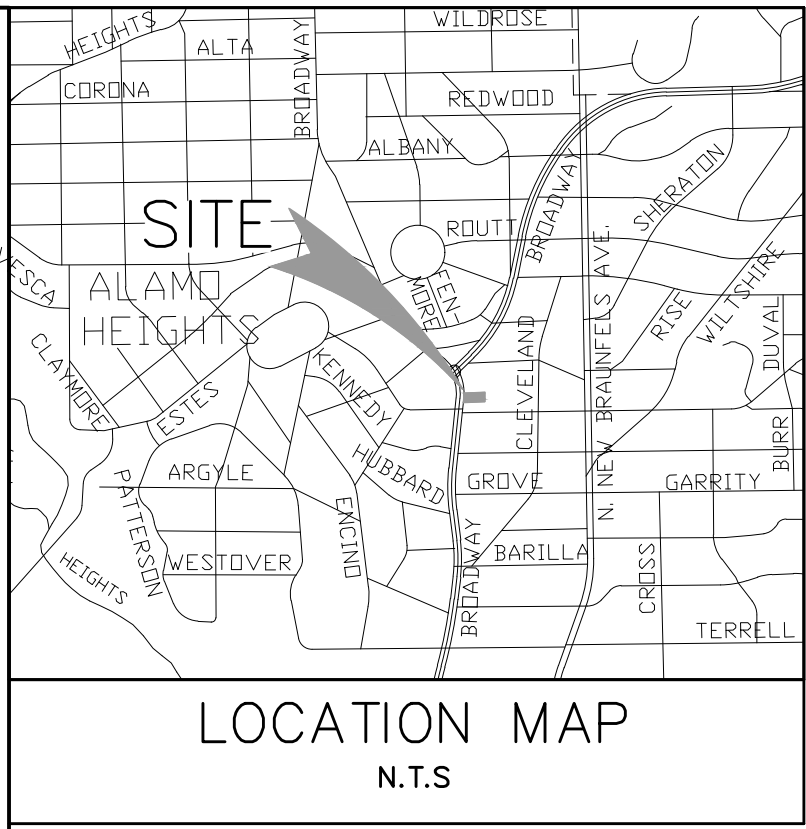 WILDROSE
HEIGHTS
ALTA
BROADWAY
CORONA
REDWOOD
ALBANY
SHERATON
SITE
ROUTT
BROADWAY
ESCA
ALAMO
HEIGHTS
FEN-
MORE
N. NEW BRAUNFELS AVE.
RISE
WILTSHIRE
DUVAL
CLAYMORE
KENNEDY
CLEVELAND
ESTES
BURR
HUBBARD
ARGYLE
GROVE
GARRITY
PATTERSON
ENCINO
BROADWAY
BARILLA
WESTOVER
HEIGHTS
CROSS
TERRELL
LOCATION MAP
N.T.S